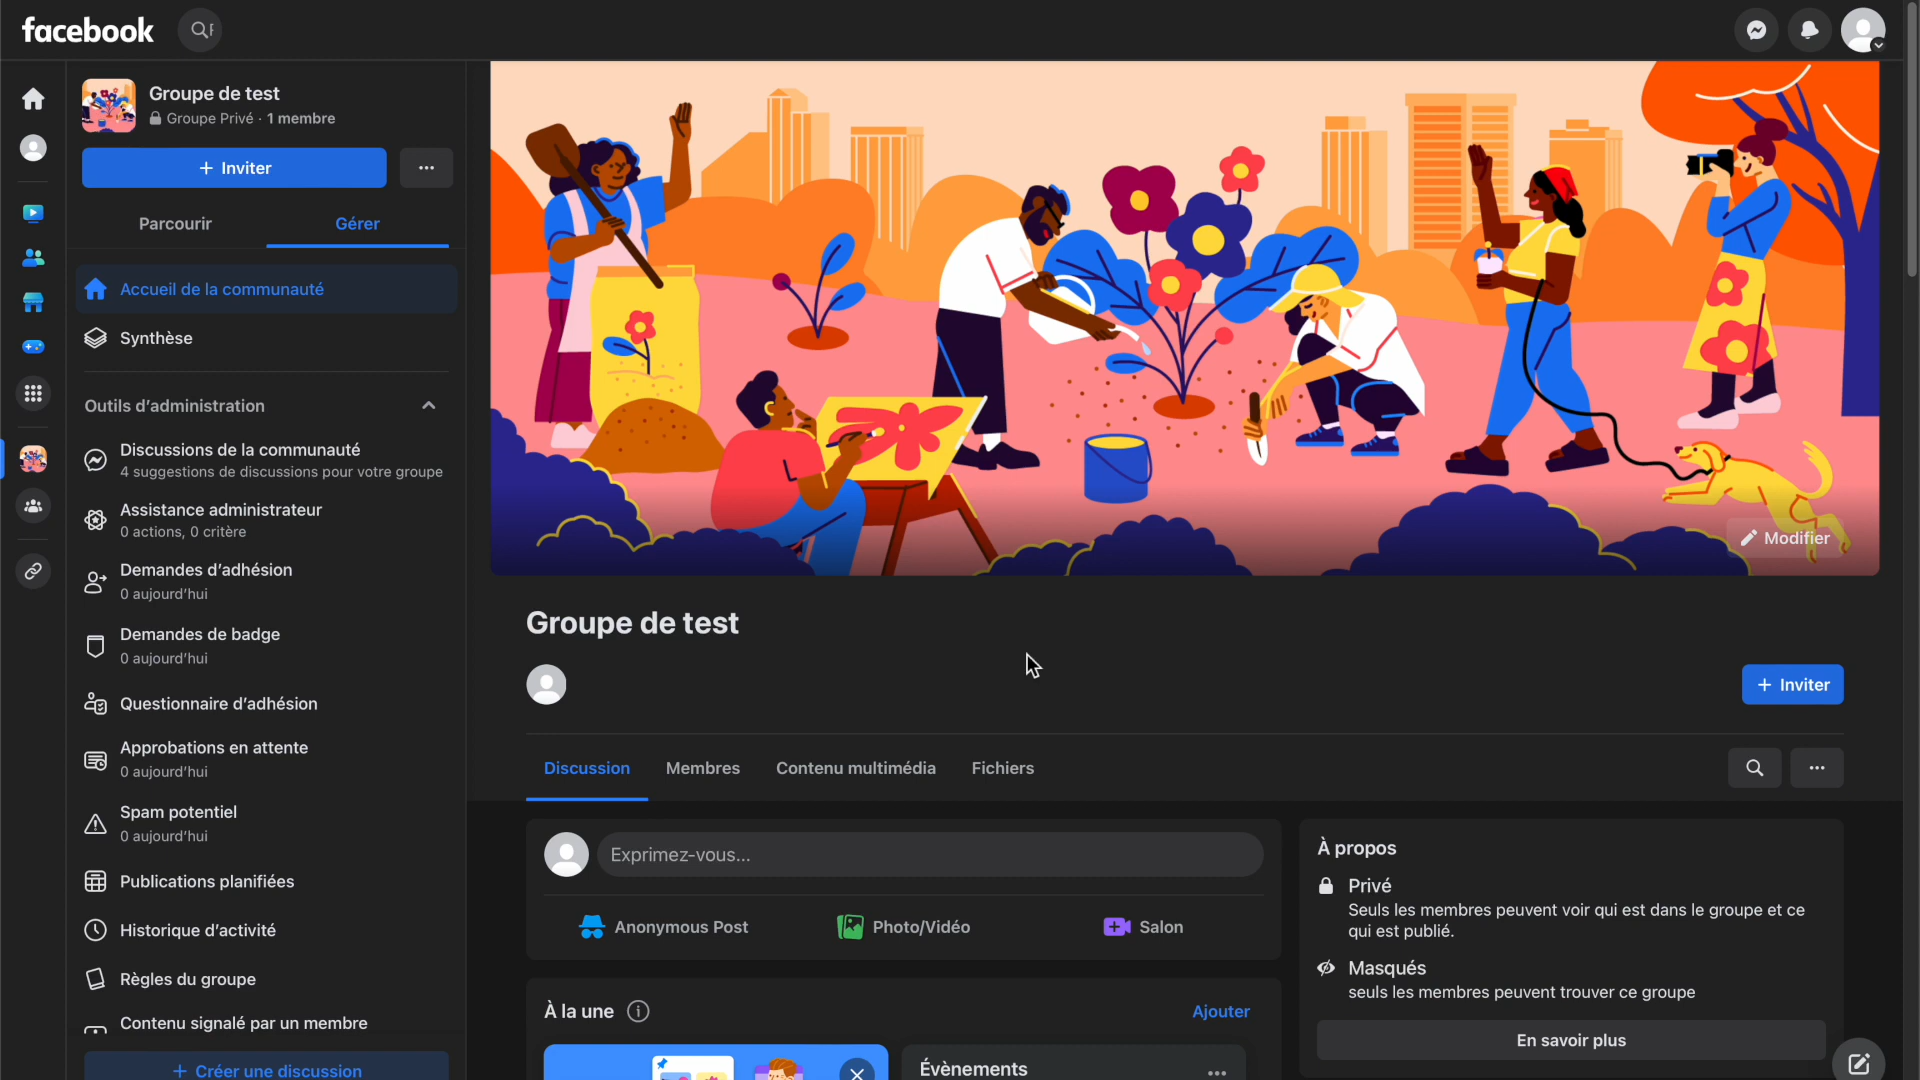 facebook
Groupe de test
Groupe Privé · 1 membre
+ Inviter
Parcourir
Gérer
Accueil de la communauté
Synthèse
Outils d'administration
Discussions de la communauté
4 suggestions de discussions pour votre groupe
Assistance administrateur
0 actions, 0 critère
Demandes d'adhésion
0 aujourd'hui
Demandes de badge
0 aujourd'hui
Questionnaire d'adhésion
Approbations en attente
0 aujourd'hui
Spam potentiel
0 aujourd'hui
Publications planifiées
Historique d'activité
Règles du groupe
Contenu signalé par un membre
+ Créer une discussion
Modifier
Groupe de test
+ Inviter
Discussion
Membres
Contenu multimédia
Fichiers
Exprimez-vous...
Anonymous Post
Photo/Vidéo
Salon
À la une
Ajouter
Évènements
À propos
Privé
Seuls les membres peuvent voir qui est dans le groupe et ce
qui est publié.
Masqués
seuls les membres peuvent trouver ce groupe
En savoir plus